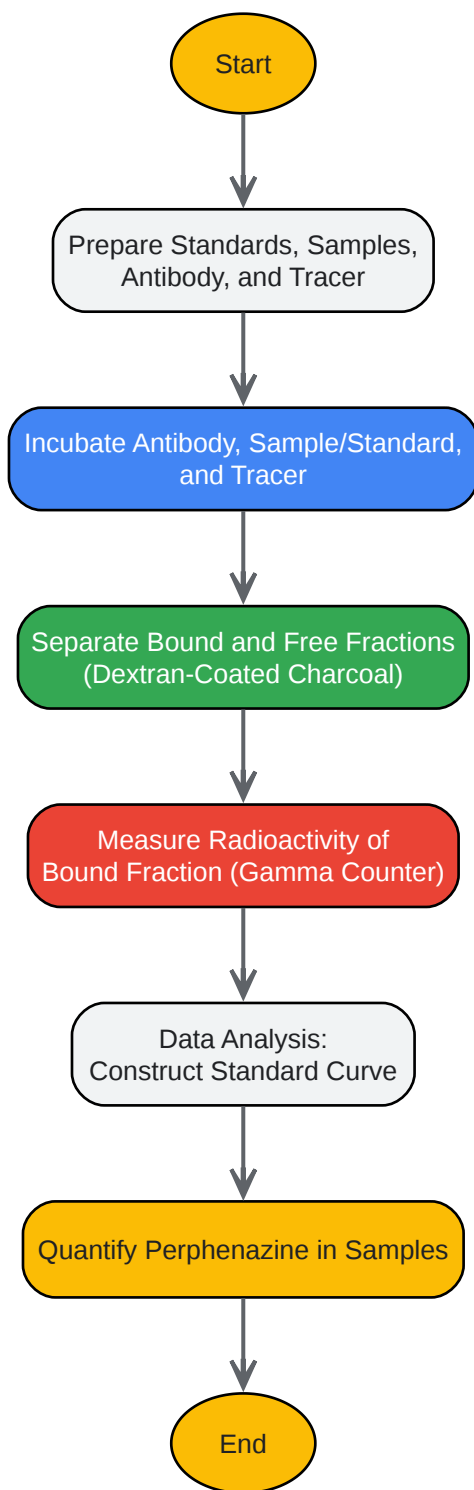 Start
Prepare Standards, Samples,
Antibody, and Tracer
Incubate Antibody, Sample/Standard,
and Tracer
Separate Bound and Free Fractions
(Dextran-Coated Charcoal)
Measure Radioactivity of
Bound Fraction (Gamma Counter)
Data Analysis:
Construct Standard Curve
Quantify Perphenazine in Samples
End